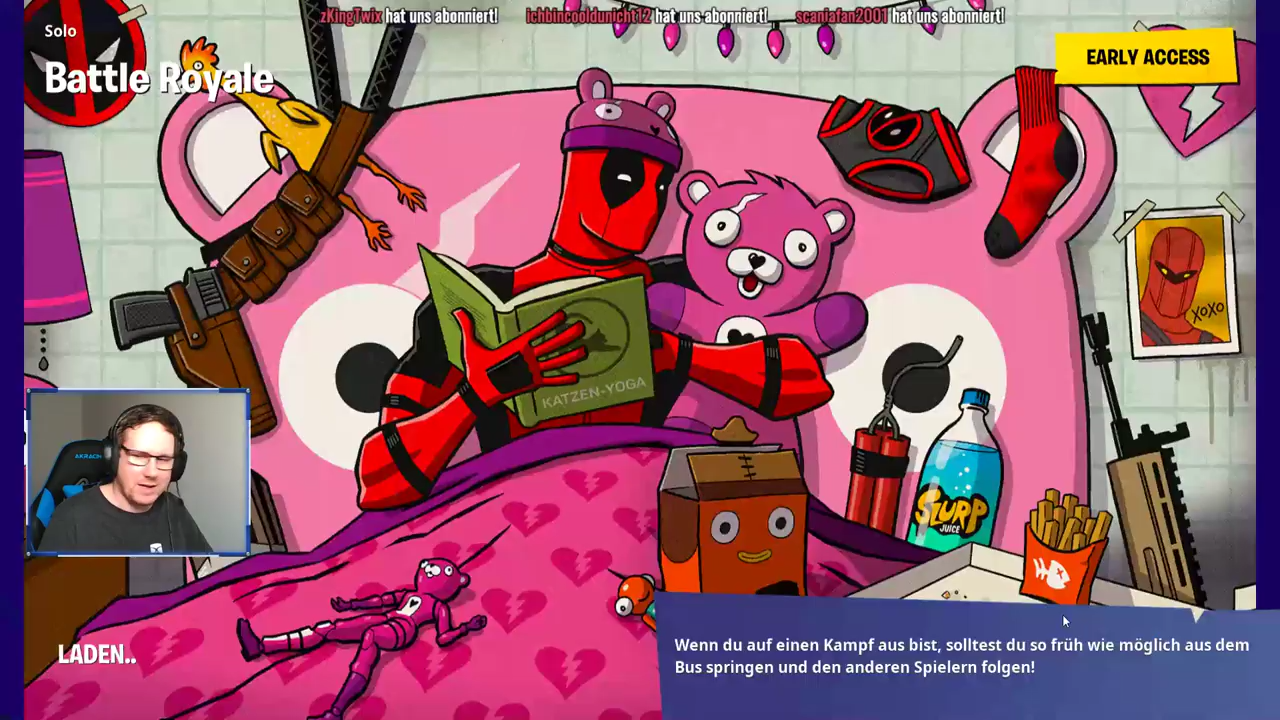 zKingTwix hat uns abonniert! ichbincooldunicht12 hat uns abonniert! scaniafan2001 hat uns abonniert!
Solo
Battle Royale
EARLY ACCESS
XOXO
KATZEN-YOGA
AKRACING
SLURP
JUICE
LADEN..
Wenn du auf einen Kampf aus bist, solltest du so früh wie möglich aus dem
Bus springen und den anderen Spielern folgen!